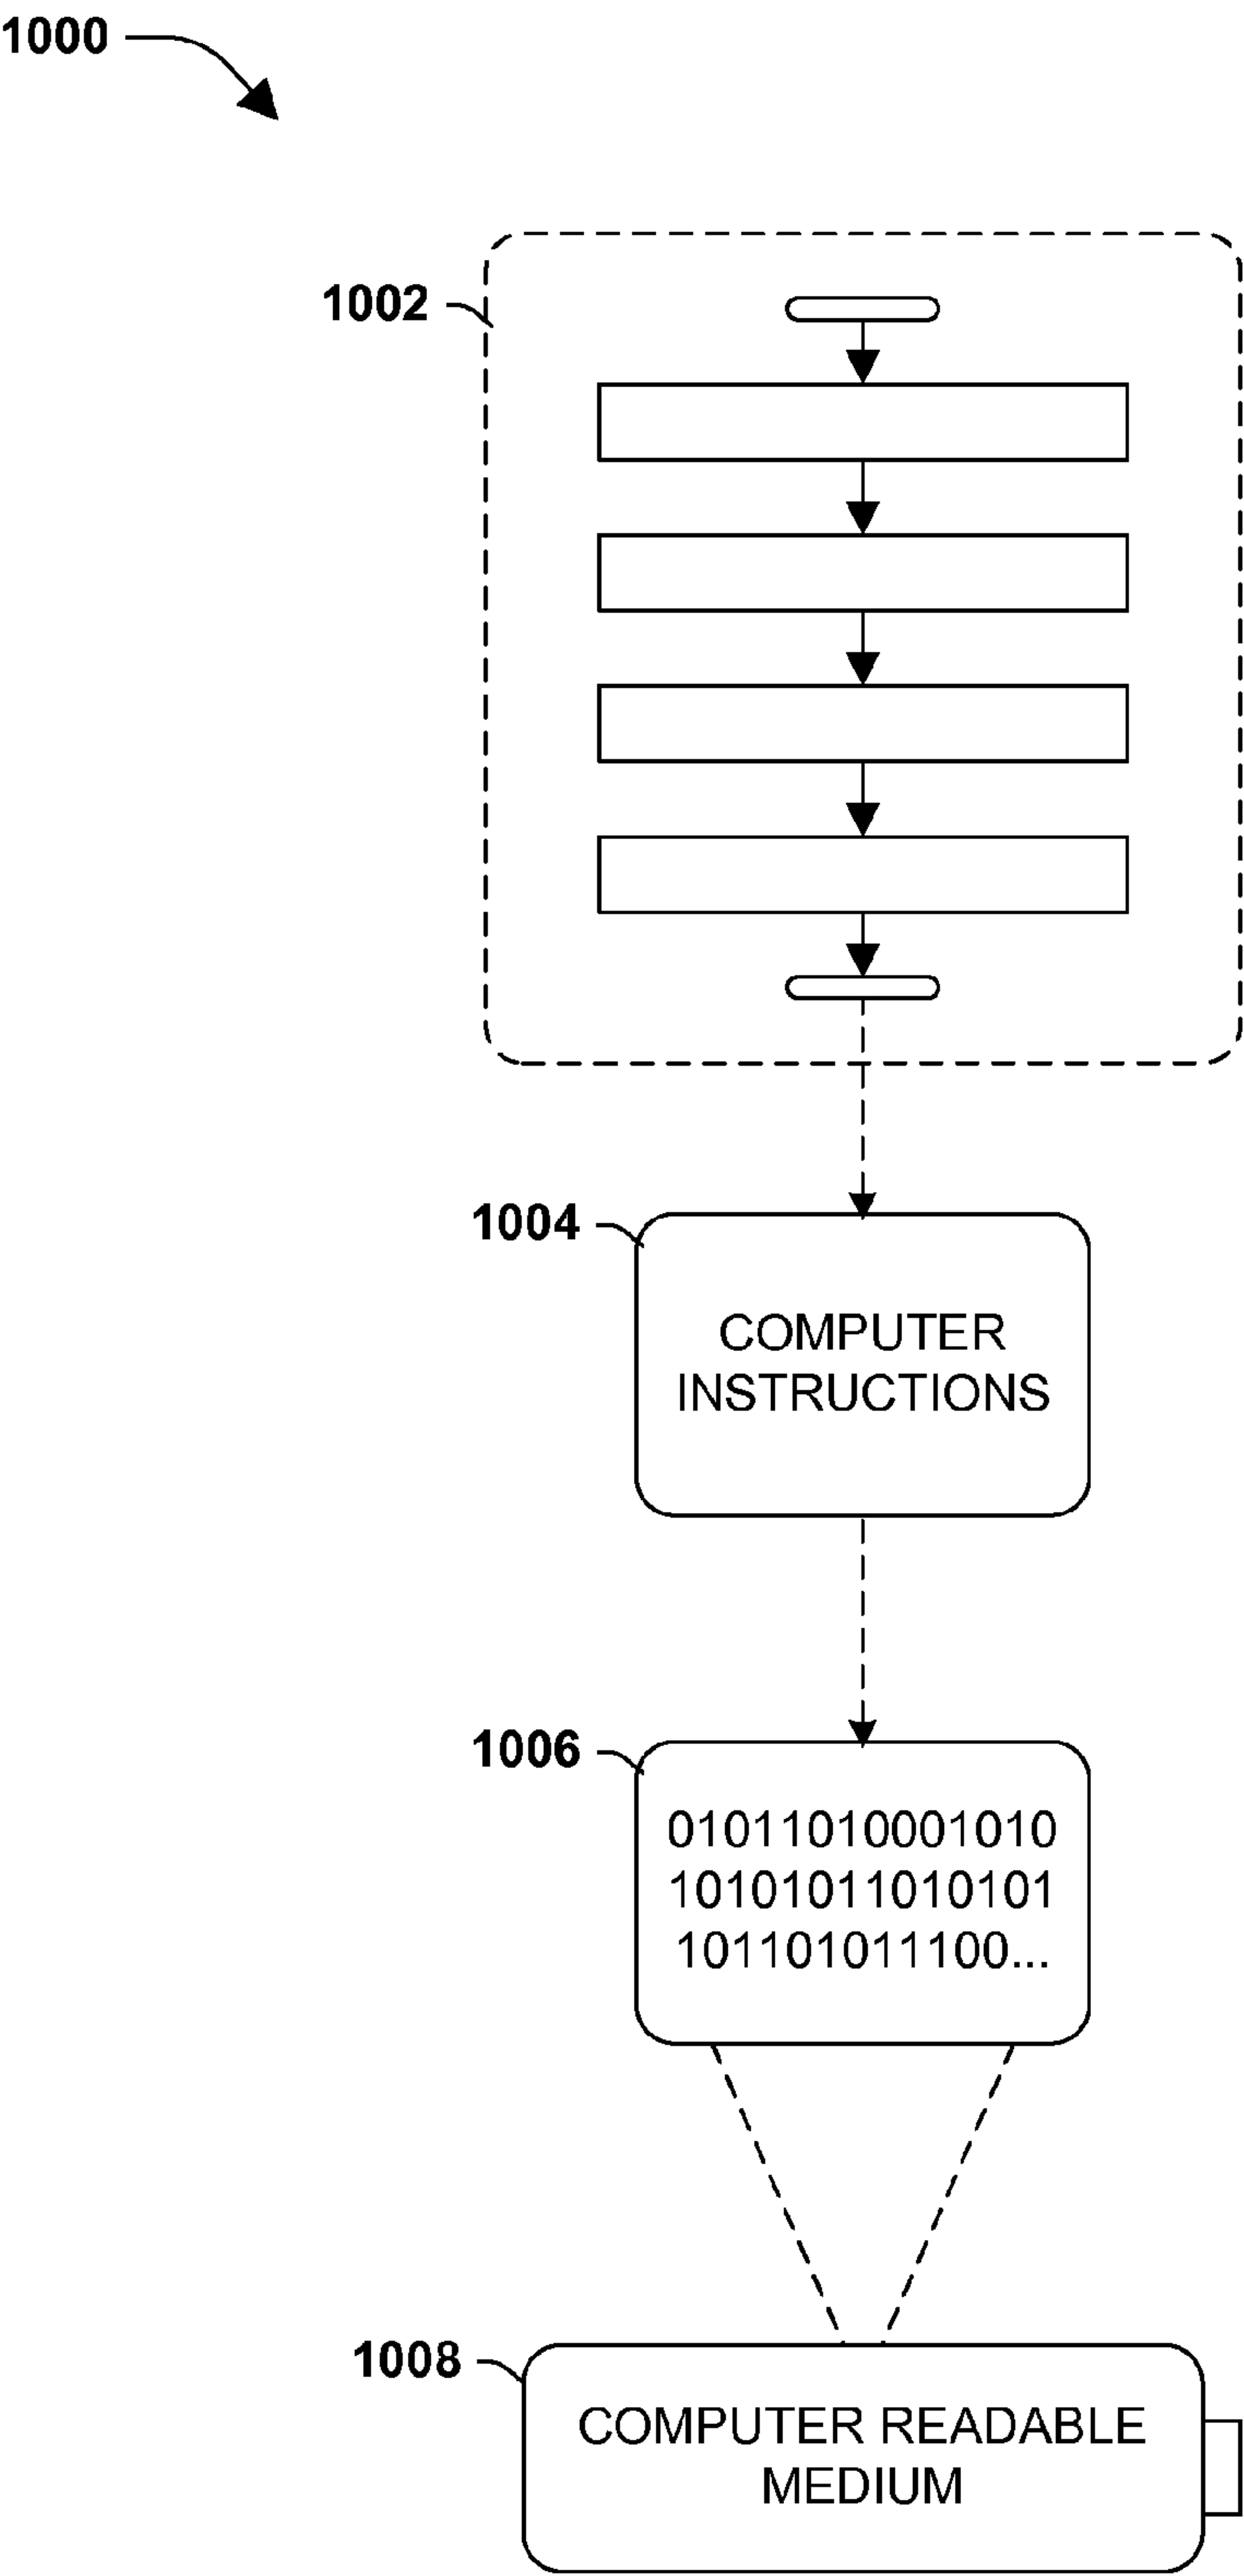 1000
1002
1004
COMPUTER
INSTRUCTIONS
1006
01011010001010
10101011010101
101101011100...
1008
COMPUTER READABLE
MEDIUM